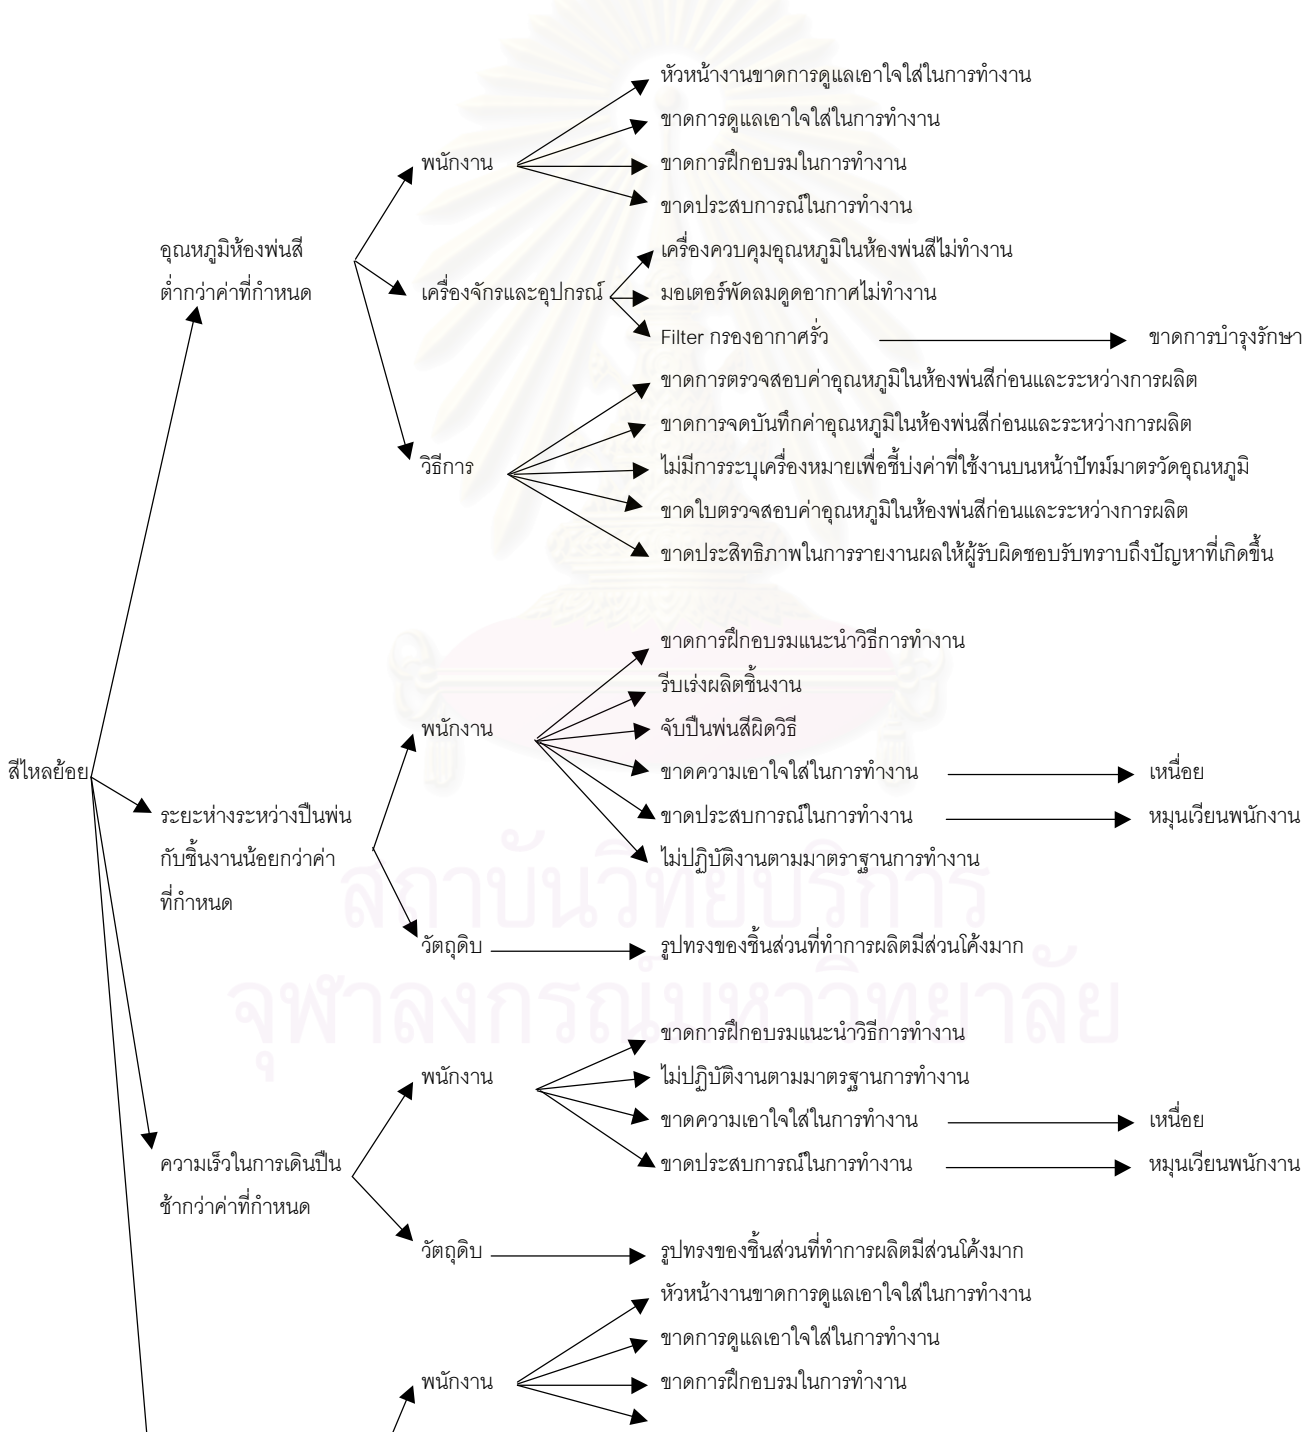 หัวหน้างานขาดการดูแลเอาใจใส่ในการทำงาน
ขาดการดูแลเอาใจใส่ในการทำงาน
พนักงาน
ขาดการฝึกอบรมในการทำงาน
ขาดประสบการณ์ในการทำงาน
อุณหภูมิห้องพ่นสี
เครื่องควบคุมอุณหภูมิในห้องพ่นสีไม่ทำงาน
ต่ำกว่าค่าที่กำหนด
เครื่องจักรและอุปกรณ์
มอเตอร์พัดลมดูดอากาศไม่ทำงาน
Filter กรองอากาศรั่ว
ขาดการบำรุงรักษา
ขาดการตรวจสอบค่าอุณหภูมิในห้องพ่นสีก่อนและระหว่างการผลิต
ขาดการจดบันทึกค่าอุณหภูมิในห้องพ่นสีก่อนและระหว่างการผลิต
วิธีการ
ไม่มีการระบุเครื่องหมายเพื่อชี้บ่งค่าที่ใช้งานบนหน้าปัทม์มาตรวัดอุณหภูมิ
ขาดใบตรวจสอบค่าอุณหภูมิในห้องพ่นสีก่อนและระหว่างการผลิต
ขาดประสิทธิภาพในการรายงานผลให้ผู้รับผิดชอบรับทราบถึงปัญหาที่เกิดขึ้น
ขาดการฝึกอบรมแนะนำวิธีการทำงาน
รีบเร่งผลิตชิ้นงาน
พนักงาน
จับปืนพ่นสีผิดวิธี
สีไหลย้อย
ขาดความเอาใจใส่ในการทำงาน
เหนื่อย
ระยะห่างระหว่างปืนพ่น
ขาดประสบการณ์ในการทำงาน
หมุนเวียนพนักงาน
กับชิ้นงานน้อยกว่าค่า
ไม่ปฏิบัติงานตามมาตราฐานการทำงาน
ที่กำหนด
วัตถุดิบ
รูปทรงของชิ้นส่วนที่ทำการผลิตมีส่วนโค้งมาก
สถาบันวิทยบริการ
จุฬาลงกรณ์มหาวิทยาลัย
ขาดการฝึกอบรมแนะนำวิธีการทำงาน
พนักงาน
ไม่ปฏิบัติงานตามมาตรฐานการทำงาน
ขาดความเอาใจใส่ในการทำงาน
เหนื่อย
ความเร็วในการเดินปืน
ขาดประสบการณ์ในการทำงาน
หมุนเวียนพนักงาน
ช้ากว่าค่าที่กำหนด
วัตถุดิบ
รูปทรงของชิ้นส่วนที่ทำการผลิตมีส่วนโค้งมาก
หัวหน้างานขาดการดูแลเอาใจใส่ในการทำงาน
ขาดการดูแลเอาใจใส่ในการทำงาน
พนักงาน
ขาดการฝึกอบรมในการทำงาน